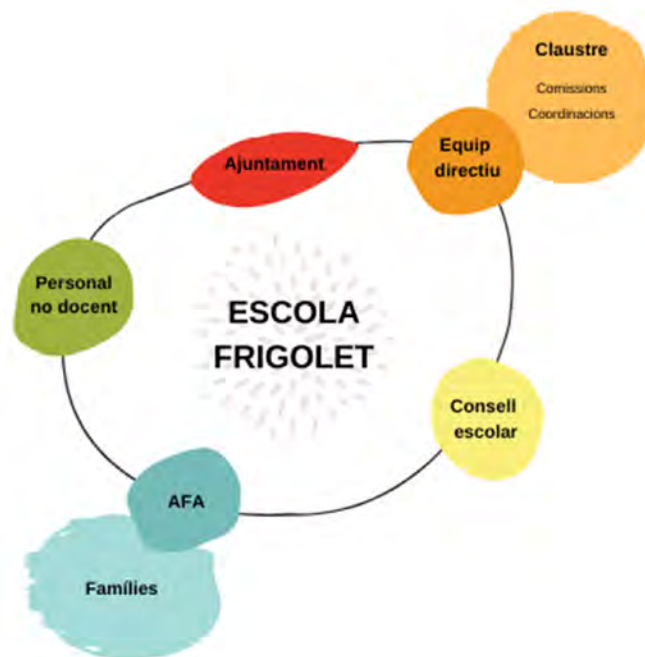 Claustre
Comissions
Coordinacions
Equip
directiu
Ajuntament
Personal
no docent
ESCOLA
FRIGOLET
Consell
escolar
AFA
Famílies